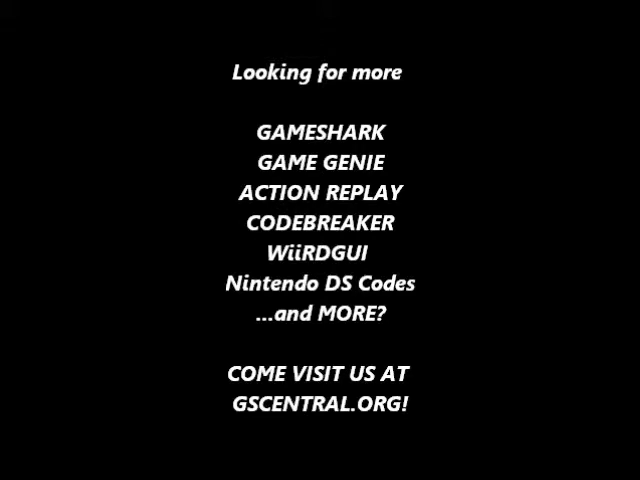 Looking for more
GAMESHARK
GAME GENIE
ACTION REPLAY
CODEBREAKER
WiiRDGUI
Nintendo DS Codes
...and MORE?
COME VISIT US AT
GSCENTRAL.ORG!